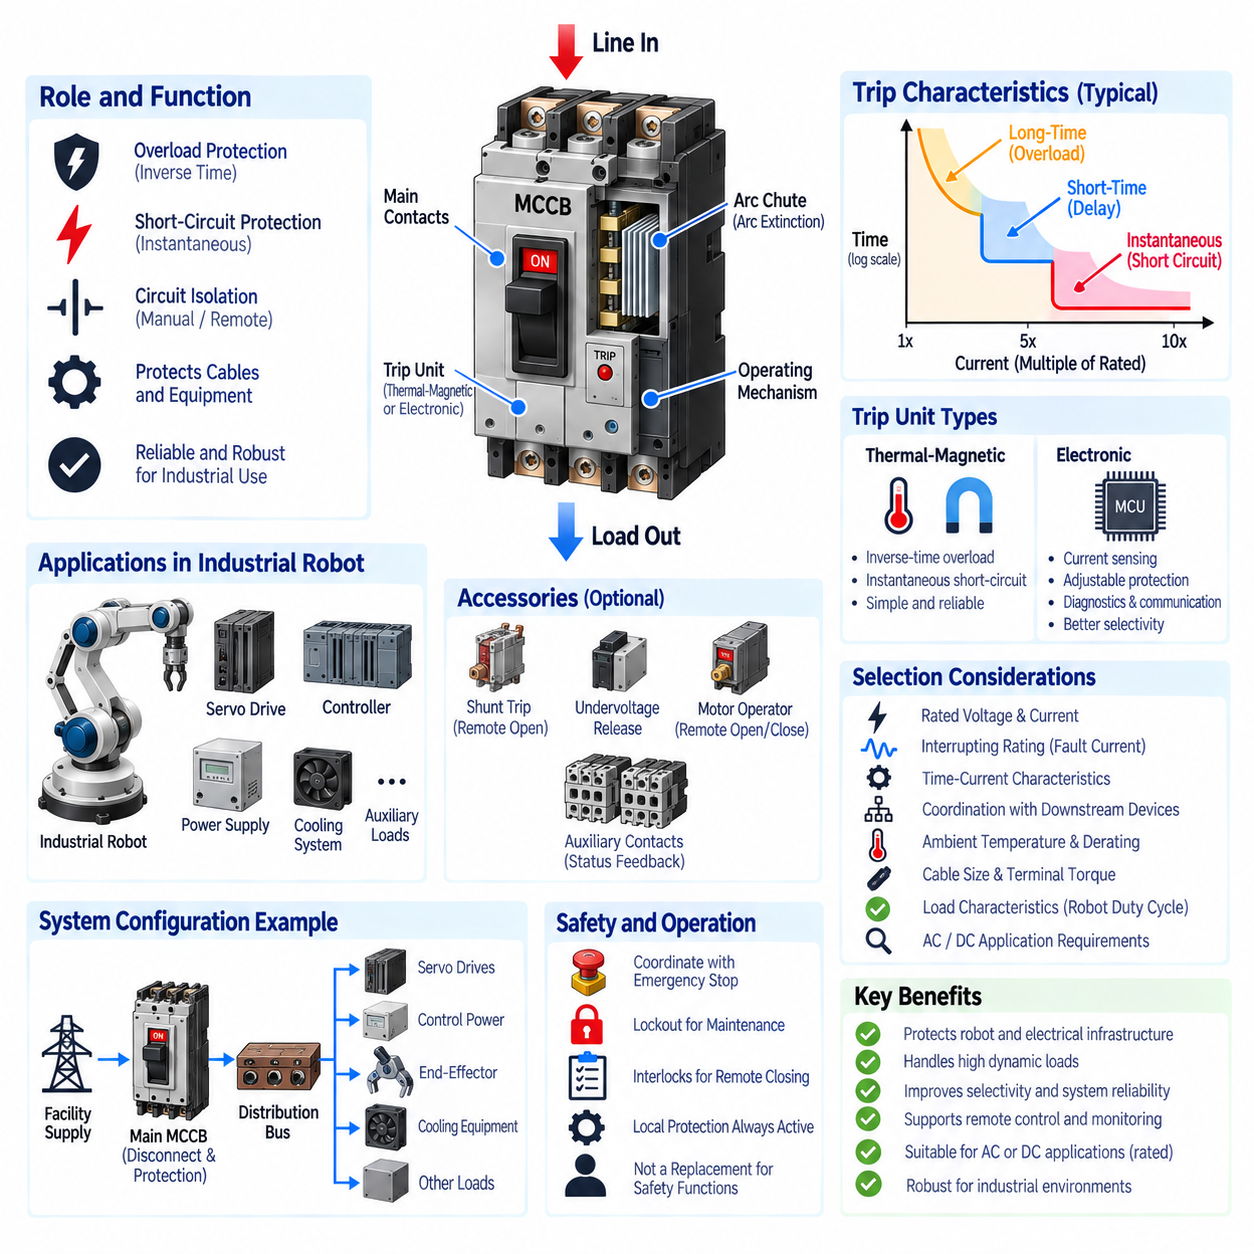 Line In
Role and Function
Overload Protection
(Inverse Time)
Short-Circuit Protection
(Instantaneous)
Circuit Isolation
(Manual / Remote)
Protects Cables
and Equipment
Reliable and Robust
for Industrial Use
Main
Contacts
MCCB
ON
TRIP
Arc Chute
(Arc Extinction)
Trip Unit
(Thermal-Magnetic
or Electronic)
Operating
Mechanism
Load Out
Trip Characteristics (Typical)
Long-Time
(Overload)
Short-Time
(Delay)
Instantaneous
(Short Circuit)
Time
(log scale)
1x
5x
10x
Current (Multiple of Rated)
Trip Unit Types
Thermal-Magnetic
• Inverse-time overload
• Instantaneous short-circuit
• Simple and reliable
Electronic
MCU
• Current sensing
• Adjustable protection
• Diagnostics & communication
• Better selectivity
Applications in Industrial Robot
Industrial Robot
Servo Drive
Controller
Power Supply
Cooling
System
Auxiliary
Loads
Accessories (Optional)
Shunt Trip
(Remote Open)
Undervoltage
Release
Motor Operator
(Remote Open/Close)
Auxiliary Contacts
(Status Feedback)
Selection Considerations
Rated Voltage & Current
Interrupting Rating (Fault Current)
Time-Current Characteristics
Coordination with Downstream Devices
Ambient Temperature & Derating
Cable Size & Terminal Torque
Load Characteristics (Robot Duty Cycle)
AC / DC Application Requirements
System Configuration Example
Facility
Supply
ON
Main MCCB
(Disconnect &
Protection)
Distribution
Bus
Servo Drives
Control Power
End-Effector
Cooling Equipment
Other Loads
Safety and Operation
Coordinate with
Emergency Stop
Lockout for Maintenance
Interlocks for Remote Closing
Local Protection Always Active
Not a Replacement for
Safety Functions
Key Benefits
Protects robot and electrical infrastructure
Handles high dynamic loads
Improves selectivity and system reliability
Supports remote control and monitoring
Suitable for AC or DC applications (rated)
Robust for industrial environments